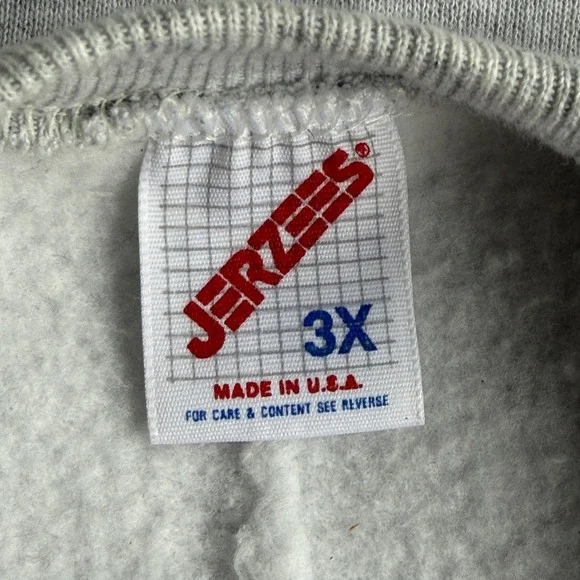 JERZEES®
3X
MADE IN U.S.A.
FOR CARE & CONTENT SEE REVERSE